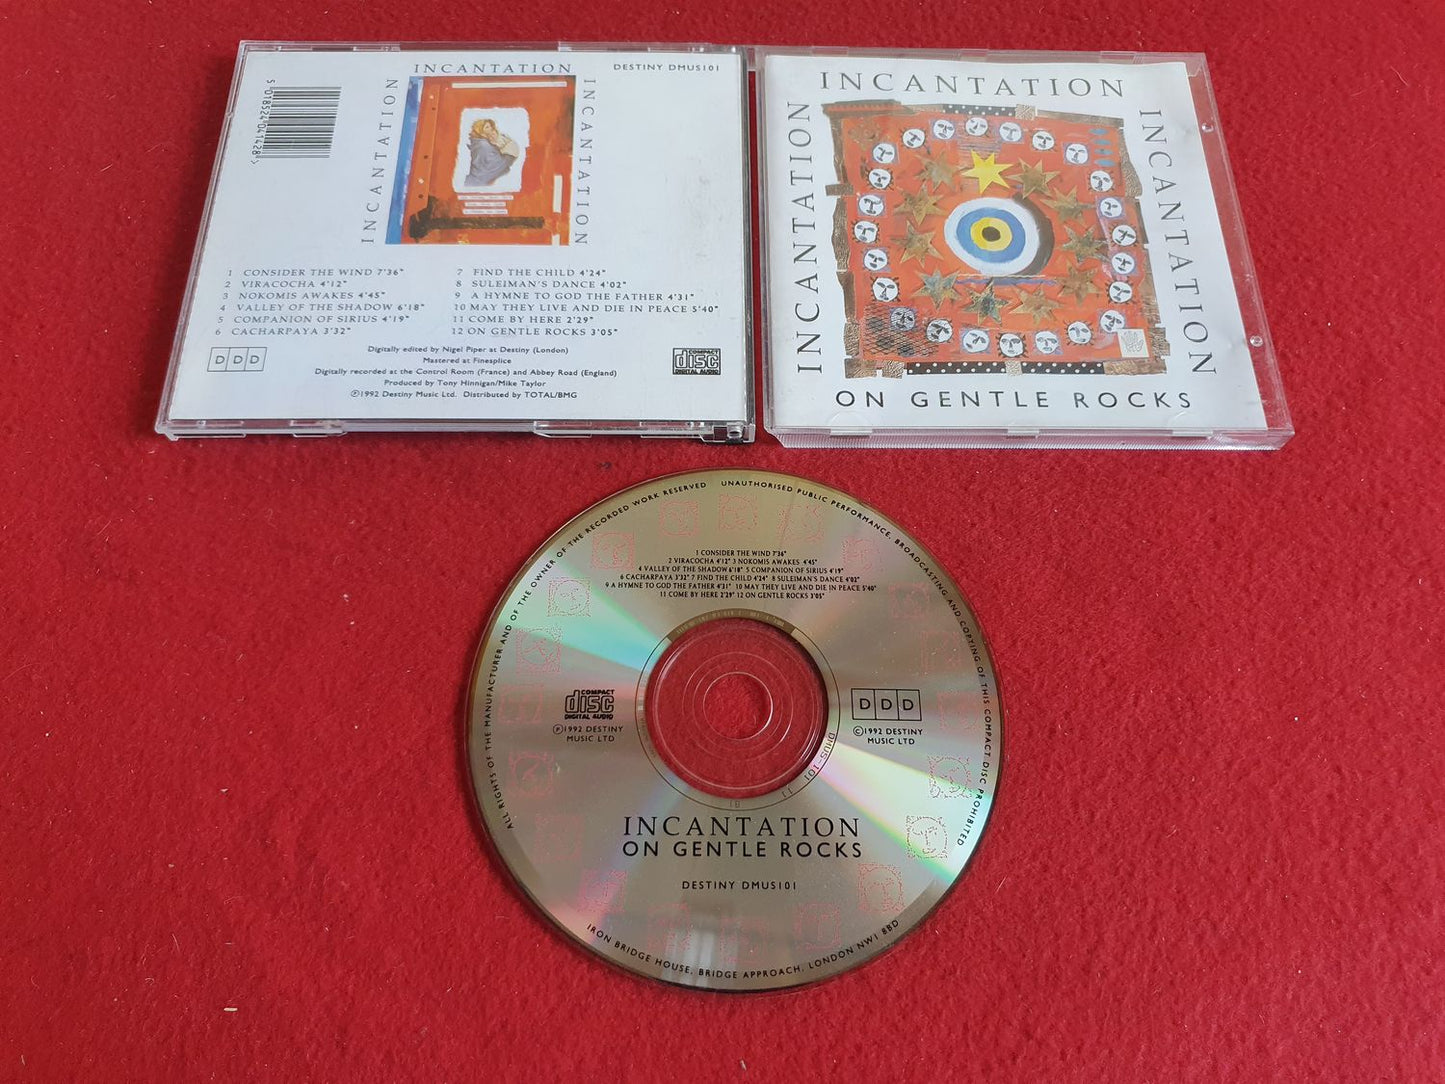 INCANTATION
DESTINY DMUS101
INCANTATION
INCANTATION
5 018524 041428 >
1 CONSIDER THE WIND 7'36"
2 VIRACOCHA 4'12"
3 NOKOMIS AWAKES 4'45"
4 VALLEY OF THE SHADOW 6'18"
5 COMPANION OF SIRIUS 4'19"
6 CACHARPAYA 3'32"
7 FIND THE CHILD 4'24"
8 SULEIMAN'S DANCE 4'02"
9 A HYMNE TO GOD THE FATHER 4'31"
10 MAY THEY LIVE AND DIE IN PEACE 5'40"
11 COME BY HERE 2'29"
12 ON GENTLE ROCKS 3'05"
DDD
Digitally edited by Nigel Piper at Destiny (London)
Mastered at Finesplice
Digitally recorded at the Control Room (France) and Abbey Road (England)
Produced by Tony Hinnigan/Mike Taylor
℗1992 Destiny Music Ltd. Distributed by TOTAL/BMG
COMPACT
disc
DIGITAL AUDIO
INCANTATION
INCANTATION
INCANTATION
ON GENTLE ROCKS
ALL RIGHTS OF THE MANUFACTURER AND OF THE OWNER OF THE RECORDED WORK RESERVED UNAUTHORISED PUBLIC PERFORMANCE, BROADCASTING AND COPYING OF THIS COMPACT DISC PROHIBITED
1 CONSIDER THE WIND 7'36"
2 VIRACOCHA 4'12" 3 NOKOMIS AWAKES 4'45"
4 VALLEY OF THE SHADOW 6'18" 5 COMPANION OF SIRIUS 4'19"
6 CACHARPAYA 3'32" 7 FIND THE CHILD 4'24" 8 SULEIMAN'S DANCE 4'02"
9 A HYMNE TO GOD THE FATHER 4'31" 10 MAY THEY LIVE AND DIE IN PEACE 5'40"
11 COME BY HERE 2'29" 12 ON GENTLE ROCKS 3'05"
COMPACT
disc
DIGITAL AUDIO
℗1992 DESTINY
MUSIC LTD
DDD
©1992 DESTINY
MUSIC LTD
DMUS-101 11 01
INCANTATION
ON GENTLE ROCKS
DESTINY DMUS101
IRON BRIDGE HOUSE, BRIDGE APPROACH, LONDON NW1 8BD